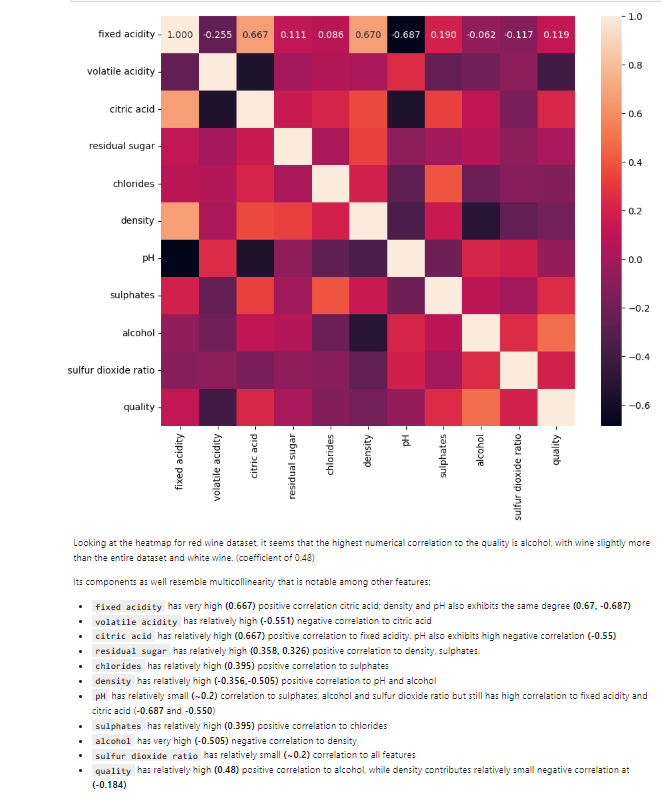 fixed acidity 1.000 -0.255 0.667 0.111 0.086 0.670 -0.687 0.190 -0.062 -0.117 0.119
volatile acidity
citric acid
residual sugar
chlorides
density
pH
sulphates
alcohol
sulfur dioxide ratio
quality
1.0
0.8
0.6
0.4
0.2
0.0
−0.2
−0.4
−0.6
fixed acidity
volatile acidity
citric acid
residual sugar
chlorides
density
pH
sulphates
alcohol
sulfur dioxide ratio
quality
Looking at the heatmap for red wine dataset, it seems that the highest numerical correlation to the quality is alcohol, with wine slightly more
than the entire dataset and white wine. (coefficient of 0.48)
Its components as well resemble multicollinearity that is notable among other features:
• fixed acidity has very high (0.667) positive correlation citric acid; density and pH also exhibits the same degree (0.67, -0.687)
• volatile acidity has relatively high (-0.551) negative correlation to citric acid
• citric acid has relatively high (0.667) positive correlation to fixed acidity. pH also exhibits high negative correlation (-0.55)
• residual sugar has relatively high (0.358, 0.326) positive correlation to density, sulphates.
• chlorides has relatively high (0.395) positive correlation to sulphates
• density has relatively high (-0.356,-0.505) positive correlation to pH and alcohol
• pH has relatively small (~0.2) correlation to sulphates, alcohol and sulfur dioxide ratio but still has high correlation to fixed acidity and
citric acid (-0.687 and -0.550)
• sulphates has relatively high (0.395) positive correlation to chlorides
• alcohol has very high (-0.505) negative correlation to density
• sulfur dioxide ratio has relatively small (~0.2) correlation to all features
• quality has relatively high (0.48) positive correlation to alcohol, while density contributes relatively small negative correlation at
(-0.184)